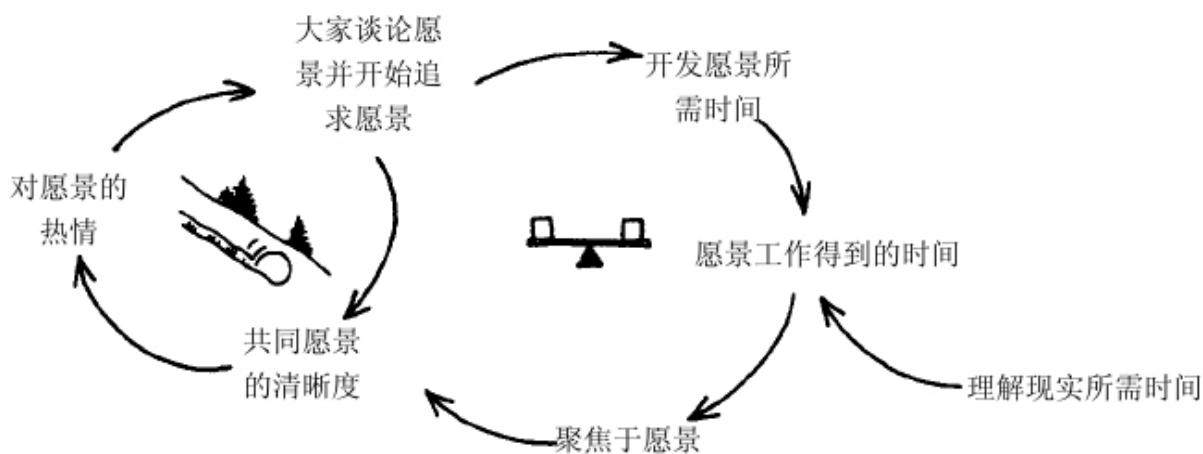 大家谈论愿
景并开始追
求愿景
开发愿景所
需时间
对愿景的
热情
愿景工作得到的时间
共同愿景
的清晰度
理解现实所需时间
聚焦于愿景